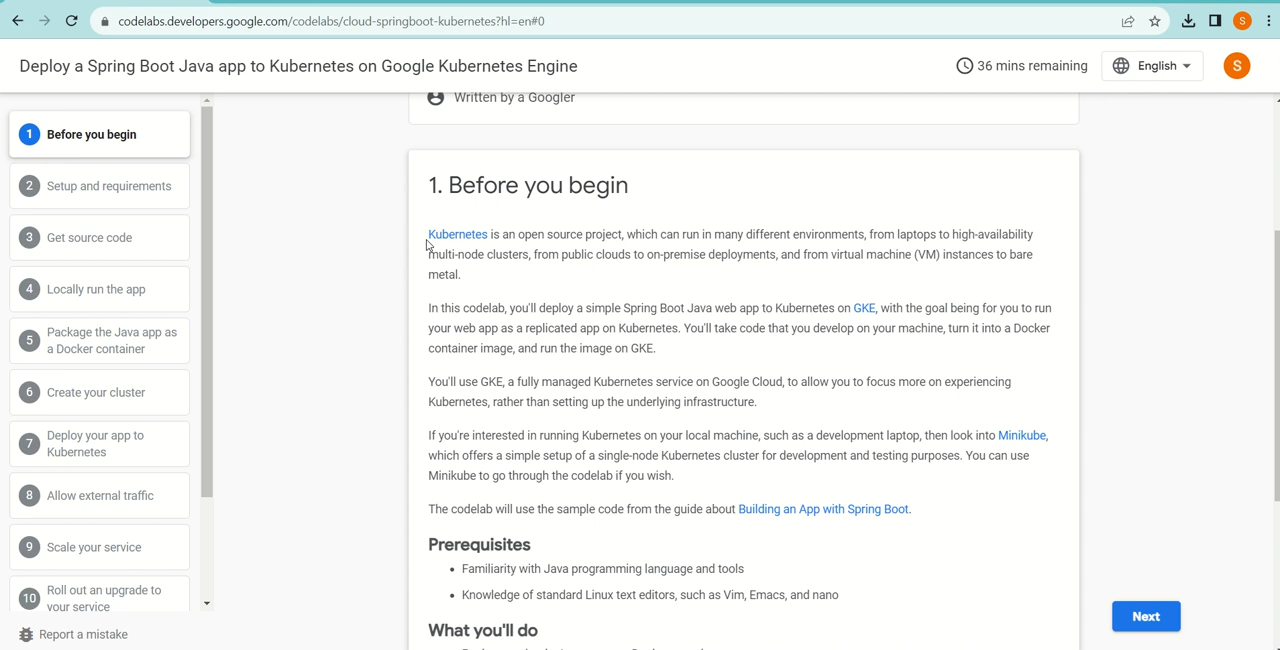 codelabs.developers.google.com/codelabs/cloud-springboot-kubernetes?hl=en#0
S
Deploy a Spring Boot Java app to Kubernetes on Google Kubernetes Engine
36 mins remaining
English
S
Written by a Googler
1 Before you begin
2 Setup and requirements
3 Get source code
4 Locally run the app
5 Package the Java app as
a Docker container
6 Create your cluster
7 Deploy your app to
Kubernetes
8 Allow external traffic
9 Scale your service
10 Roll out an upgrade to
your service
Report a mistake
1. Before you begin
Kubernetes is an open source project, which can run in many different environments, from laptops to high-availability
multi-node clusters, from public clouds to on-premise deployments, and from virtual machine (VM) instances to bare
metal.
In this codelab, you'll deploy a simple Spring Boot Java web app to Kubernetes on GKE, with the goal being for you to run
your web app as a replicated app on Kubernetes. You'll take code that you develop on your machine, turn it into a Docker
container image, and run the image on GKE.
You'll use GKE, a fully managed Kubernetes service on Google Cloud, to allow you to focus more on experiencing
Kubernetes, rather than setting up the underlying infrastructure.
If you're interested in running Kubernetes on your local machine, such as a development laptop, then look into Minikube,
which offers a simple setup of a single-node Kubernetes cluster for development and testing purposes. You can use
Minikube to go through the codelab if you wish.
The codelab will use the sample code from the guide about Building an App with Spring Boot.
Prerequisites
• Familiarity with Java programming language and tools
• Knowledge of standard Linux text editors, such as Vim, Emacs, and nano
What you'll do
Next